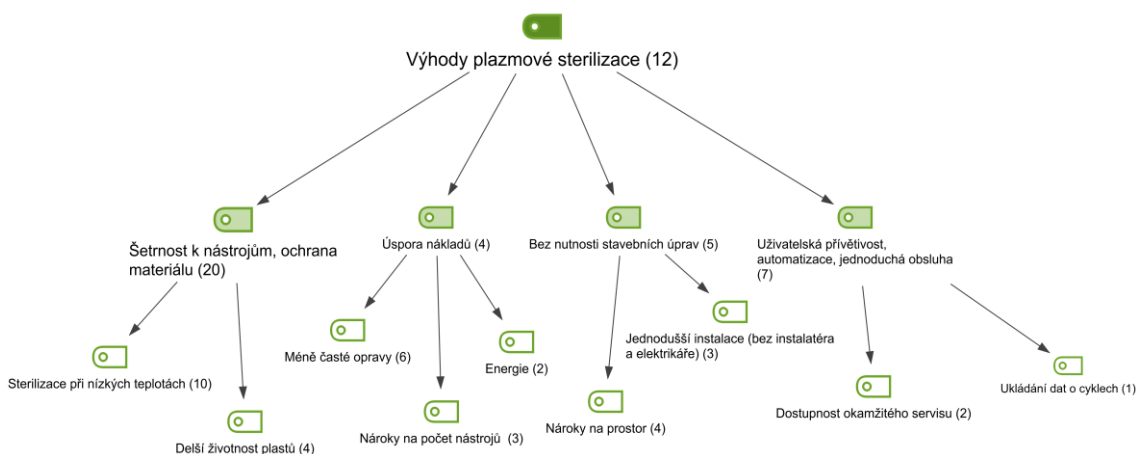 Výhody plazmové sterilizace (12)
Šetrnost k nástrojům, ochrana
materiálu (20)
Úspora nákladů (4)
Bez nutnosti stavebních úprav (5)
Uživatelská přívětivost,
automatizace, jednoduchá obsluha
(7)
Sterilizace při nízkých teplotách (10)
Delší životnost plastů (4)
Méně časté opravy (6)
Nároky na počet nástrojů (3)
Energie (2)
Nároky na prostor (4)
Jednodušší instalace (bez instalatéra
a elektrikáře) (3)
Dostupnost okamžitého servisu (2)
Ukládání dat o cyklech (1)